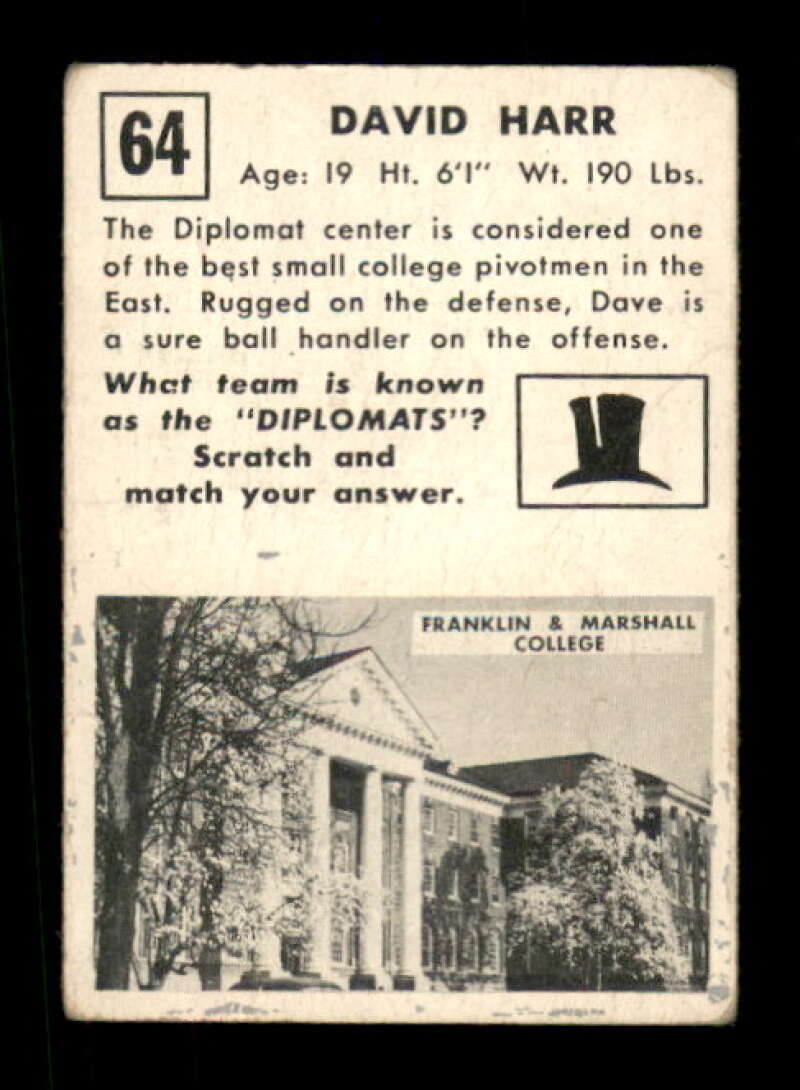 64
DAVID HARR
Age: 19 Ht. 6'1" Wt. 190 Lbs.
The Diplomat center is considered one
of the best small college pivotmen in the
East. Rugged on the defense, Dave is
a sure ball handler on the offense.
What team is known
as the "DIPLOMATS"?
Scratch and
match your answer.
FRANKLIN & MARSHALL
COLLEGE